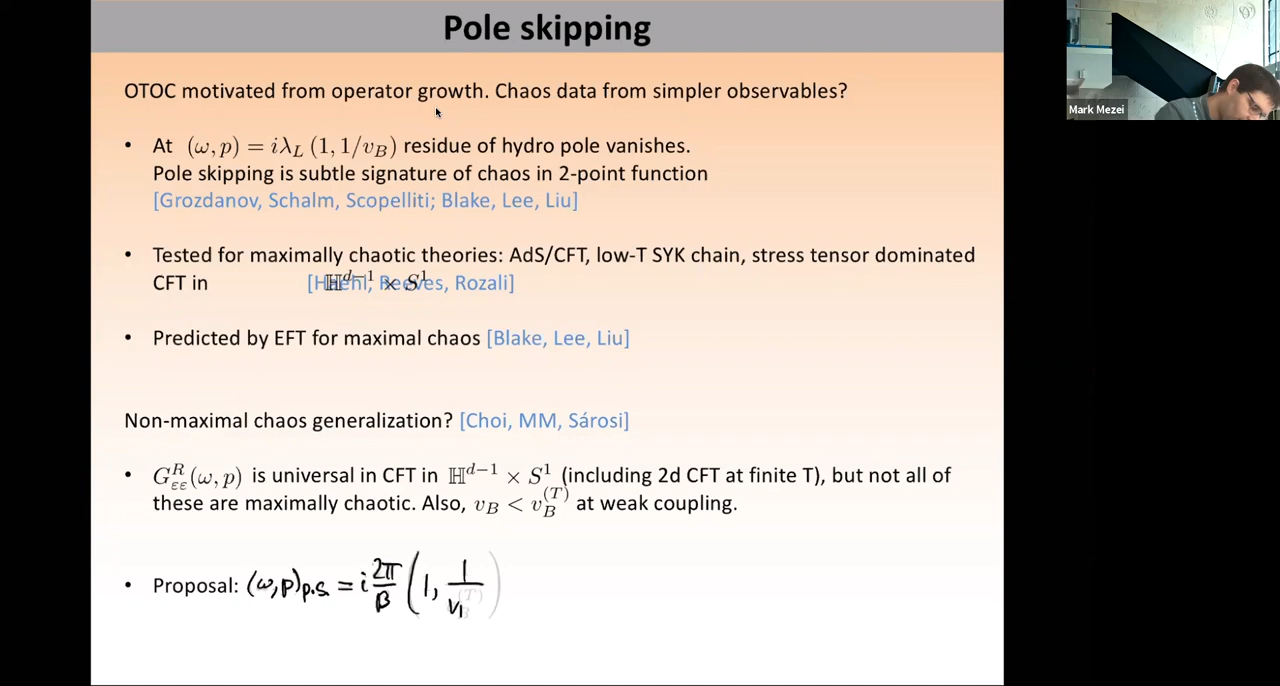 Pole skipping
Mark Mezei
OTOC motivated from operator growth. Chaos data from simpler observables?
• At (ω, p) = iλ_L (1, 1/v_B) residue of hydro pole vanishes.
Pole skipping is subtle signature of chaos in 2-point function
[Grozdanov, Schalm, Scopelliti; Blake, Lee, Liu]
• Tested for maximally chaotic theories: AdS/CFT, low-T SYK chain, stress tensor dominated
CFT in ℍ^{d−1} × S^1 [Haehl, Reeves, Rozali]
• Predicted by EFT for maximal chaos [Blake, Lee, Liu]
Non-maximal chaos generalization? [Choi, MM, Sárosi]
• G^R_{εε}(ω, p) is universal in CFT in ℍ^{d−1} × S^1 (including 2d CFT at finite T), but not all of
these are maximally chaotic. Also, v_B < v_B^{(T)} at weak coupling.
• Proposal: (ω, p)_{p.s.} = i 2π/β (1, 1/v_B^{(T)})